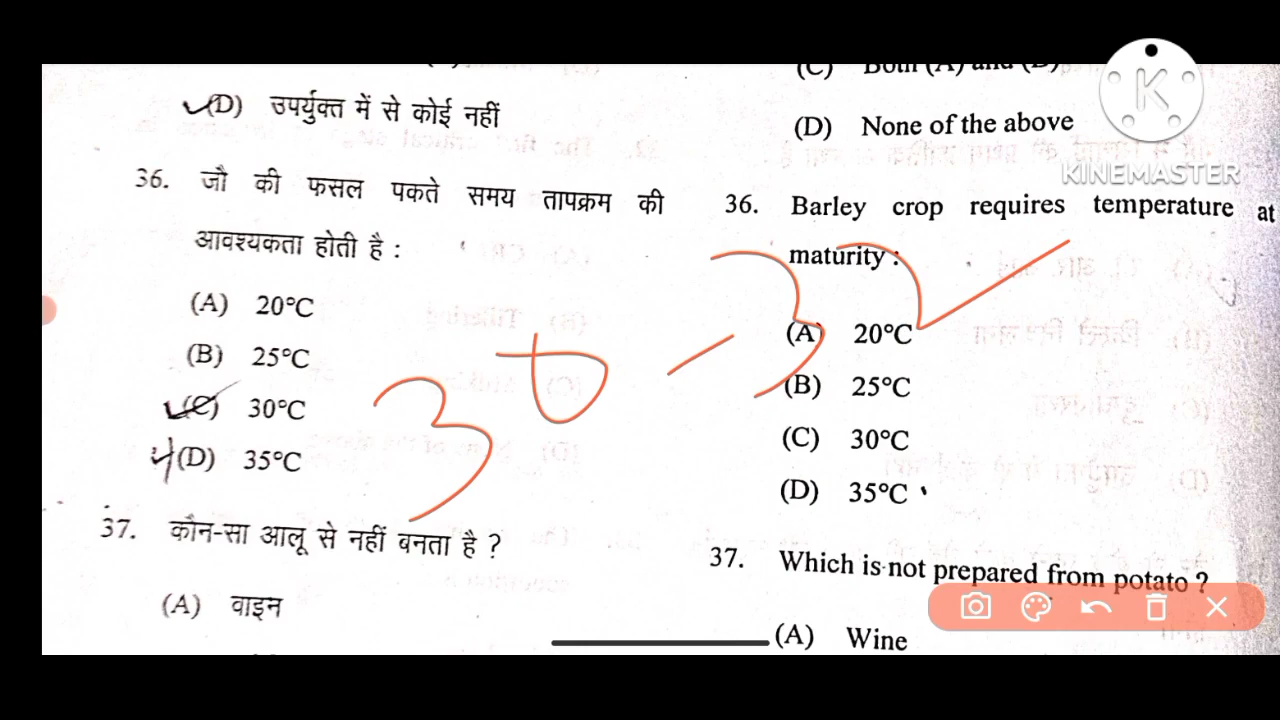 (D) उपर्युक्त में से कोई नहीं
36. जौ की फसल पकते समय तापक्रम की
आवश्यकता होती है :
(A) 20°C
(B) 25°C
(C) 30°C
(D) 35°C
37. कौन-सा आलू से नहीं बनता है ?
(A) वाइन
(C) Both (A) and (B)
(D) None of the above
36. Barley crop requires temperature at
maturity :
(A) 20°C
(B) 25°C
(C) 30°C
(D) 35°C
37. Which is not prepared from potato ?
(A) Wine
30-32
K
KINEMASTER